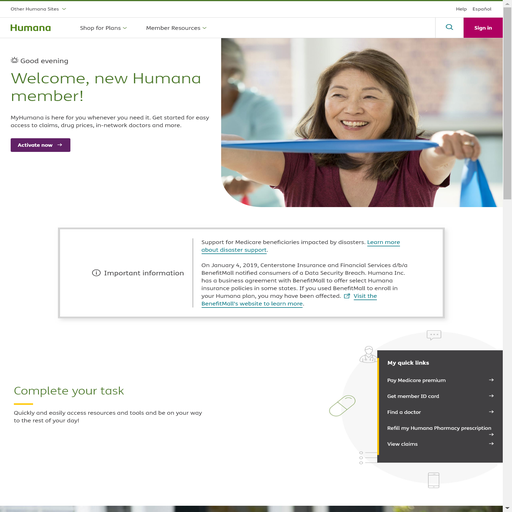 Other Humana Sites
Help
Español
Humana
Shop for Plans
Member Resources
Sign in
Good evening
Welcome, new Humana
member!
MyHumana is here for you whenever you need it. Get started for easy
access to claims, drug prices, in-network doctors and more.
Activate now
Important information
Support for Medicare beneficiaries impacted by disasters. Learn more
about disaster support.
On January 4, 2019, Centerstone Insurance and Financial Services d/b/a
BenefitMall notified consumers of a Data Security Breach. Humana Inc.
has a business agreement with BenefitMall to offer select Humana
insurance policies in some states. If you used BenefitMall to enroll in
your Humana plan, you may have been affected. Visit the
BenefitMall's website to learn more.
Complete your task
Quickly and easily access resources and tools and be on your way
to the rest of your day!
My quick links
Pay Medicare premium
Get member ID card
Find a doctor
Refill my Humana Pharmacy prescription
View claims